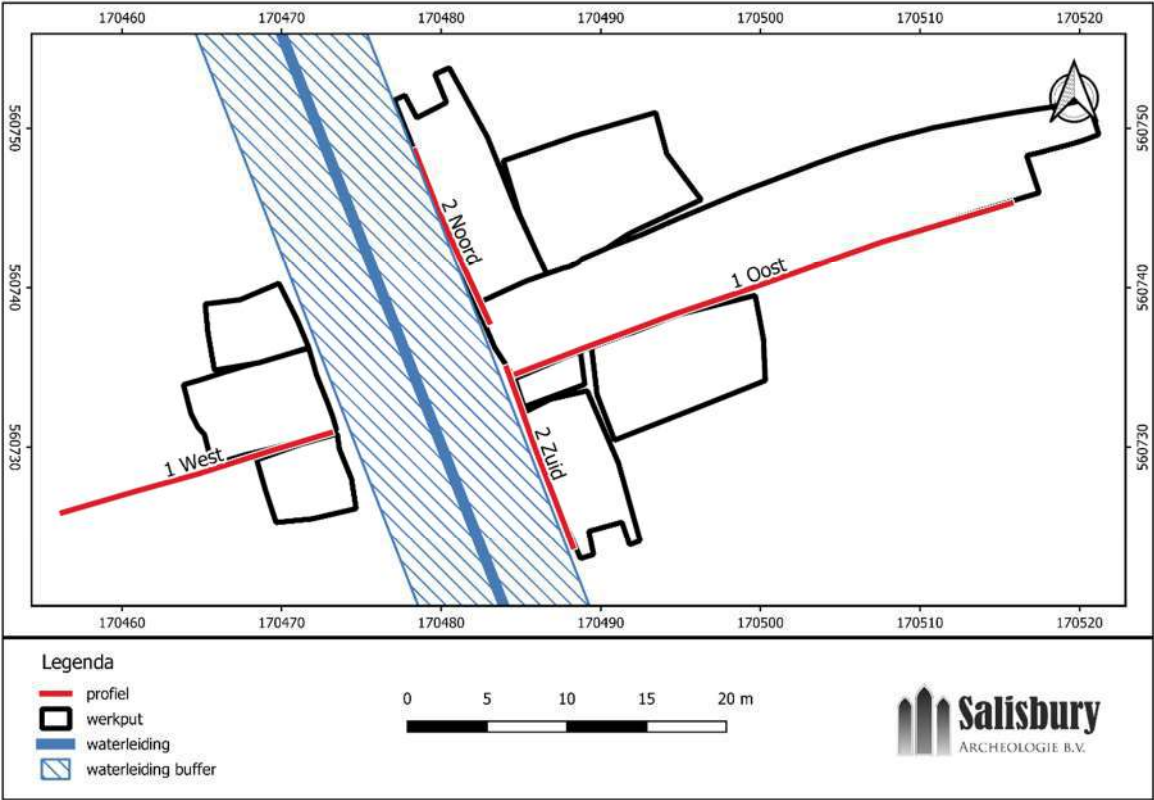 170460 170470 170480 170490 170500 170510 170520
560750 560750
2 Noord
1 Oost
560740 560740
2 Zuid
1 West
560730 560730
170460 170470 170480 170490 170500 170510 170520
Legenda
profiel
werkput
waterleiding
waterleiding buffer
0 5 10 15 20 m
Salisbury
ARCHEOLOGIE B.V.